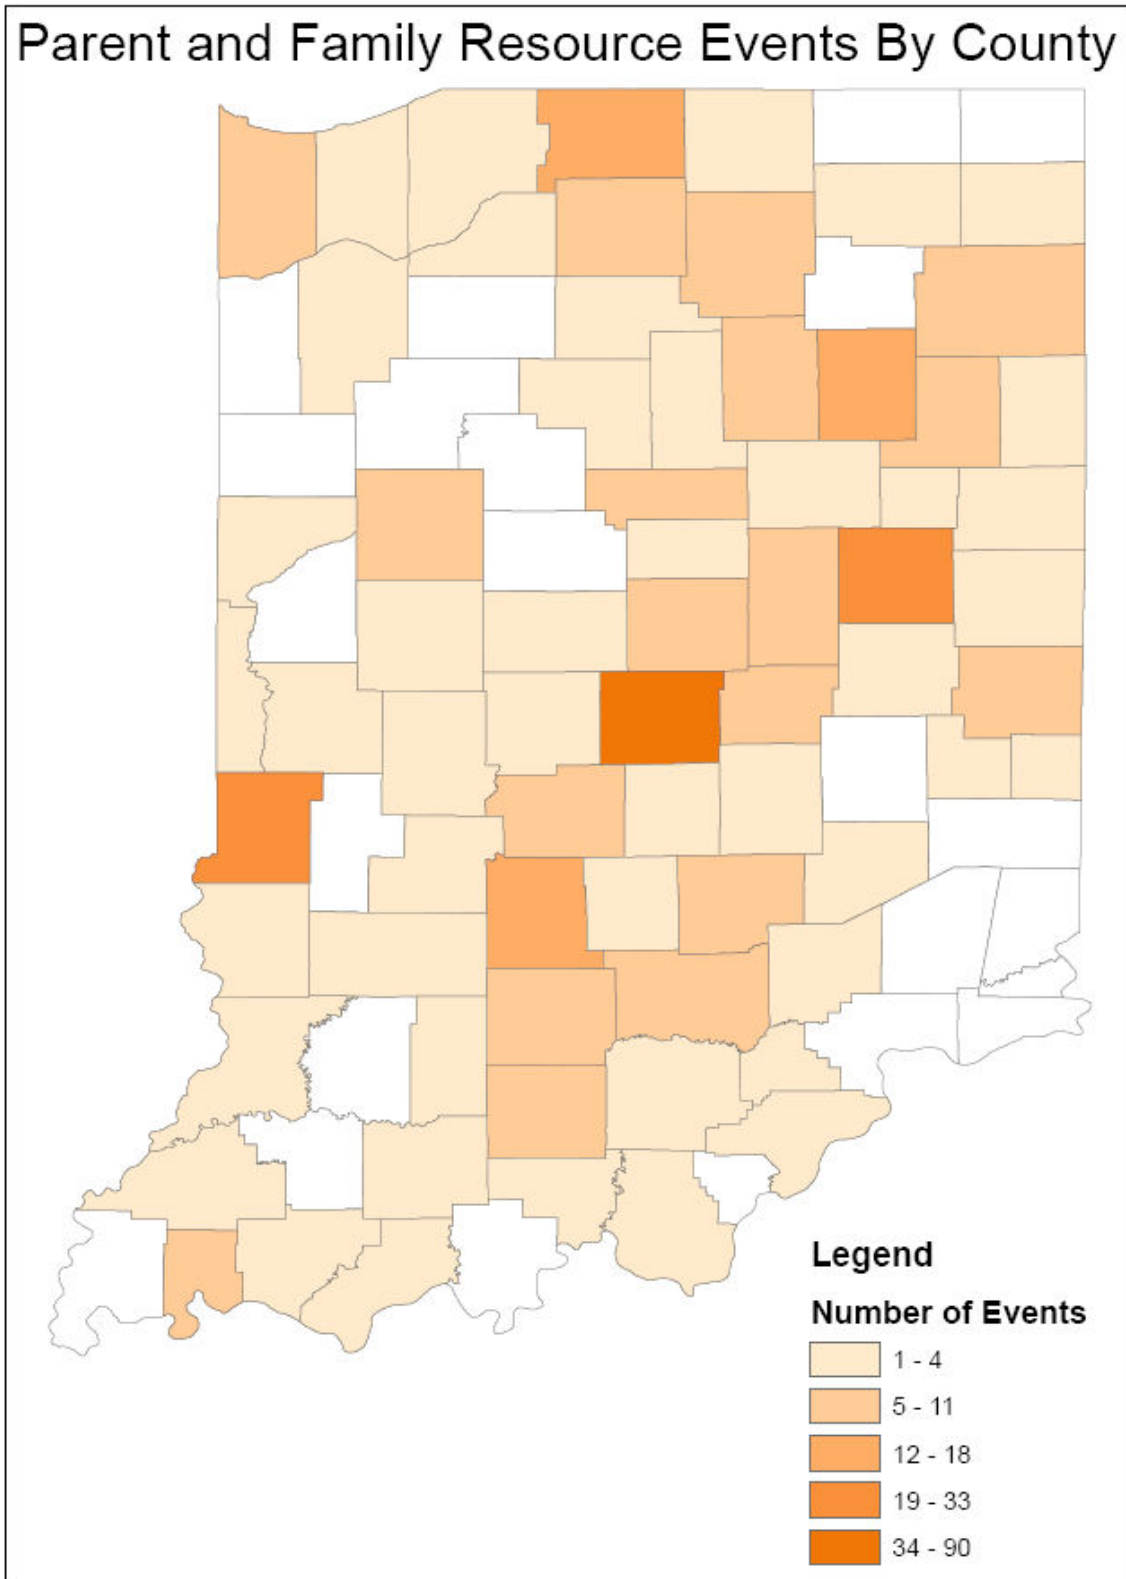 Parent and Family Resource Events By County
Legend
Number of Events
1 - 4
5 - 11
12 - 18
19 - 33
34 - 90